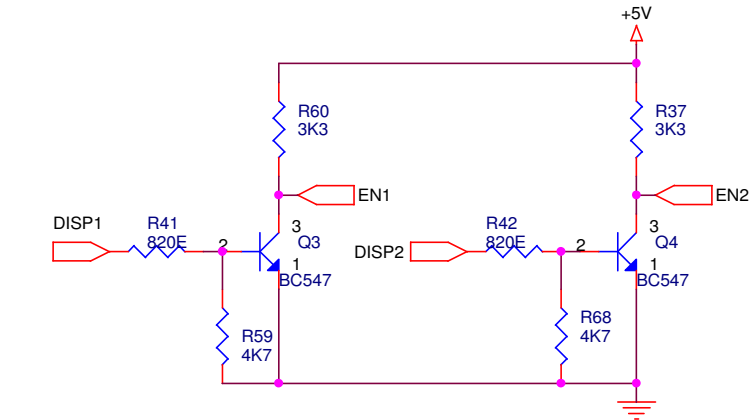 +5V
R60
3K3
R37
3K3
EN1
EN2
DISP1
R41
820E
2
3
Q3
1
BC547
DISP2
R42
820E
2
3
Q4
1
BC547
R59
4K7
R68
4K7